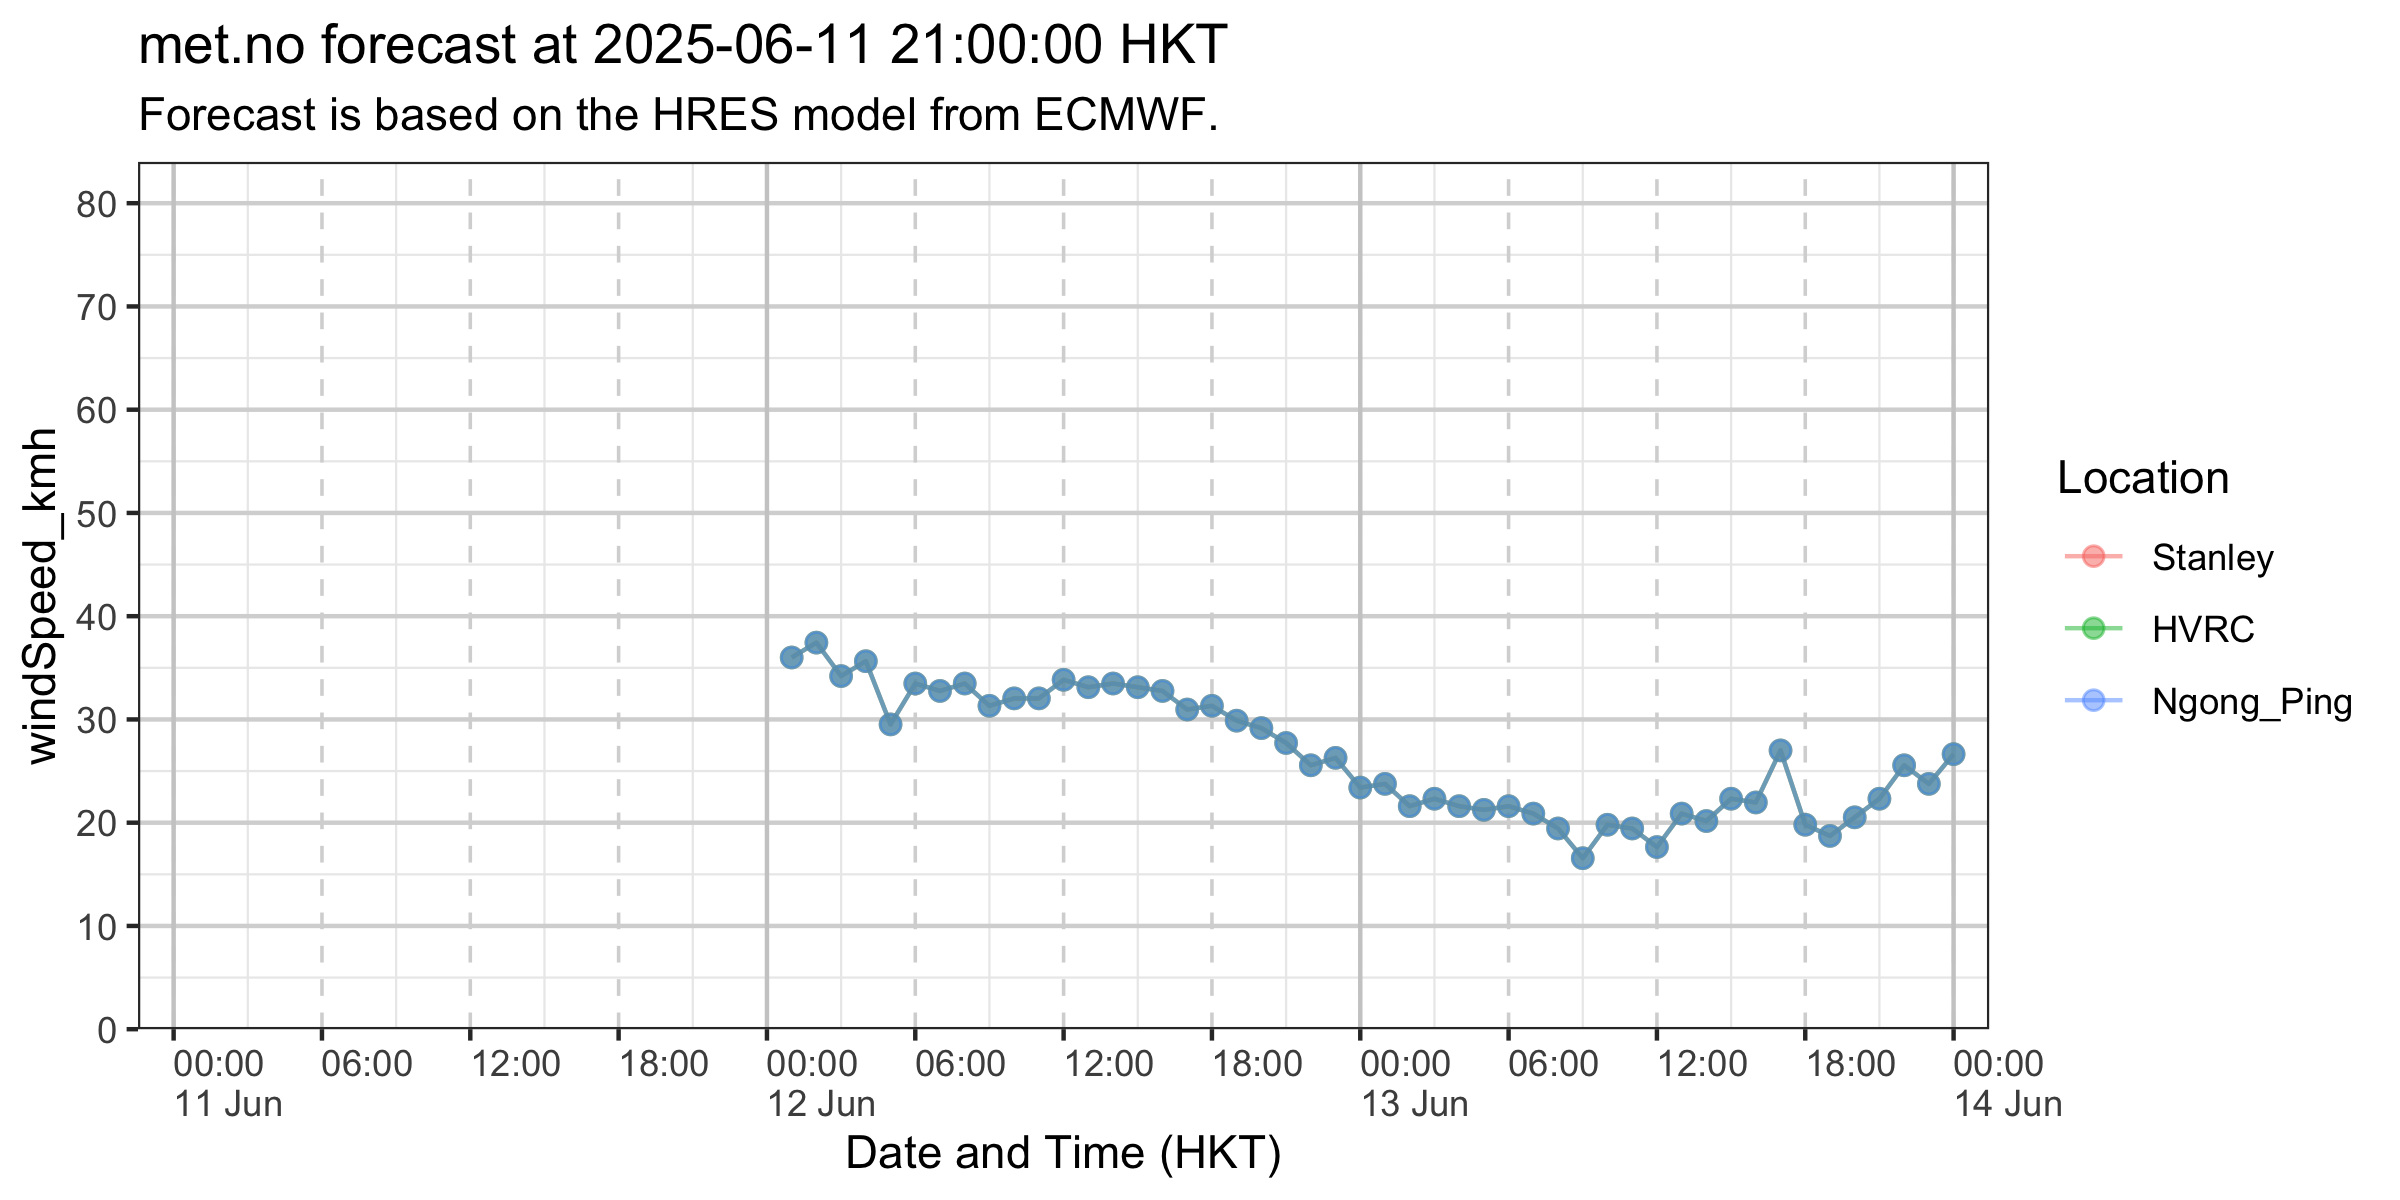 met.no forecast at 2025-06-11 21:00:00 HKT
Forecast is based on the HRES model from ECMWF.
windSpeed_kmh
80
70
60
50
40
30
20
10
0
00:00 06:00 12:00 18:00 00:00 06:00 12:00 18:00 00:00 06:00 12:00 18:00 00:00
11 Jun 12 Jun 13 Jun 14 Jun
Date and Time (HKT)
Location
Stanley
HVRC
Ngong_Ping